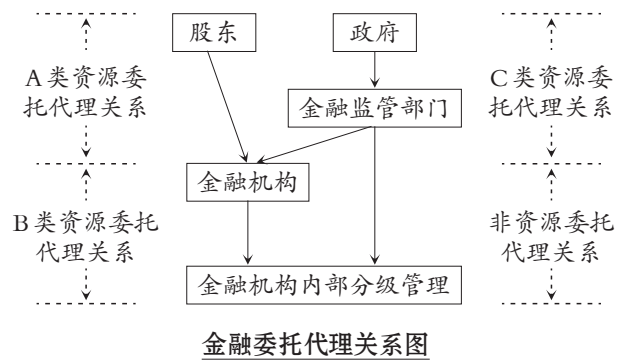 股东
政府
A类资源委
托代理关系
C类资源委
托代理关系
金融监管部门
金融机构
B类资源委托
代理关系
非资源委托
代理关系
金融机构内部分级管理
金融委托代理关系图